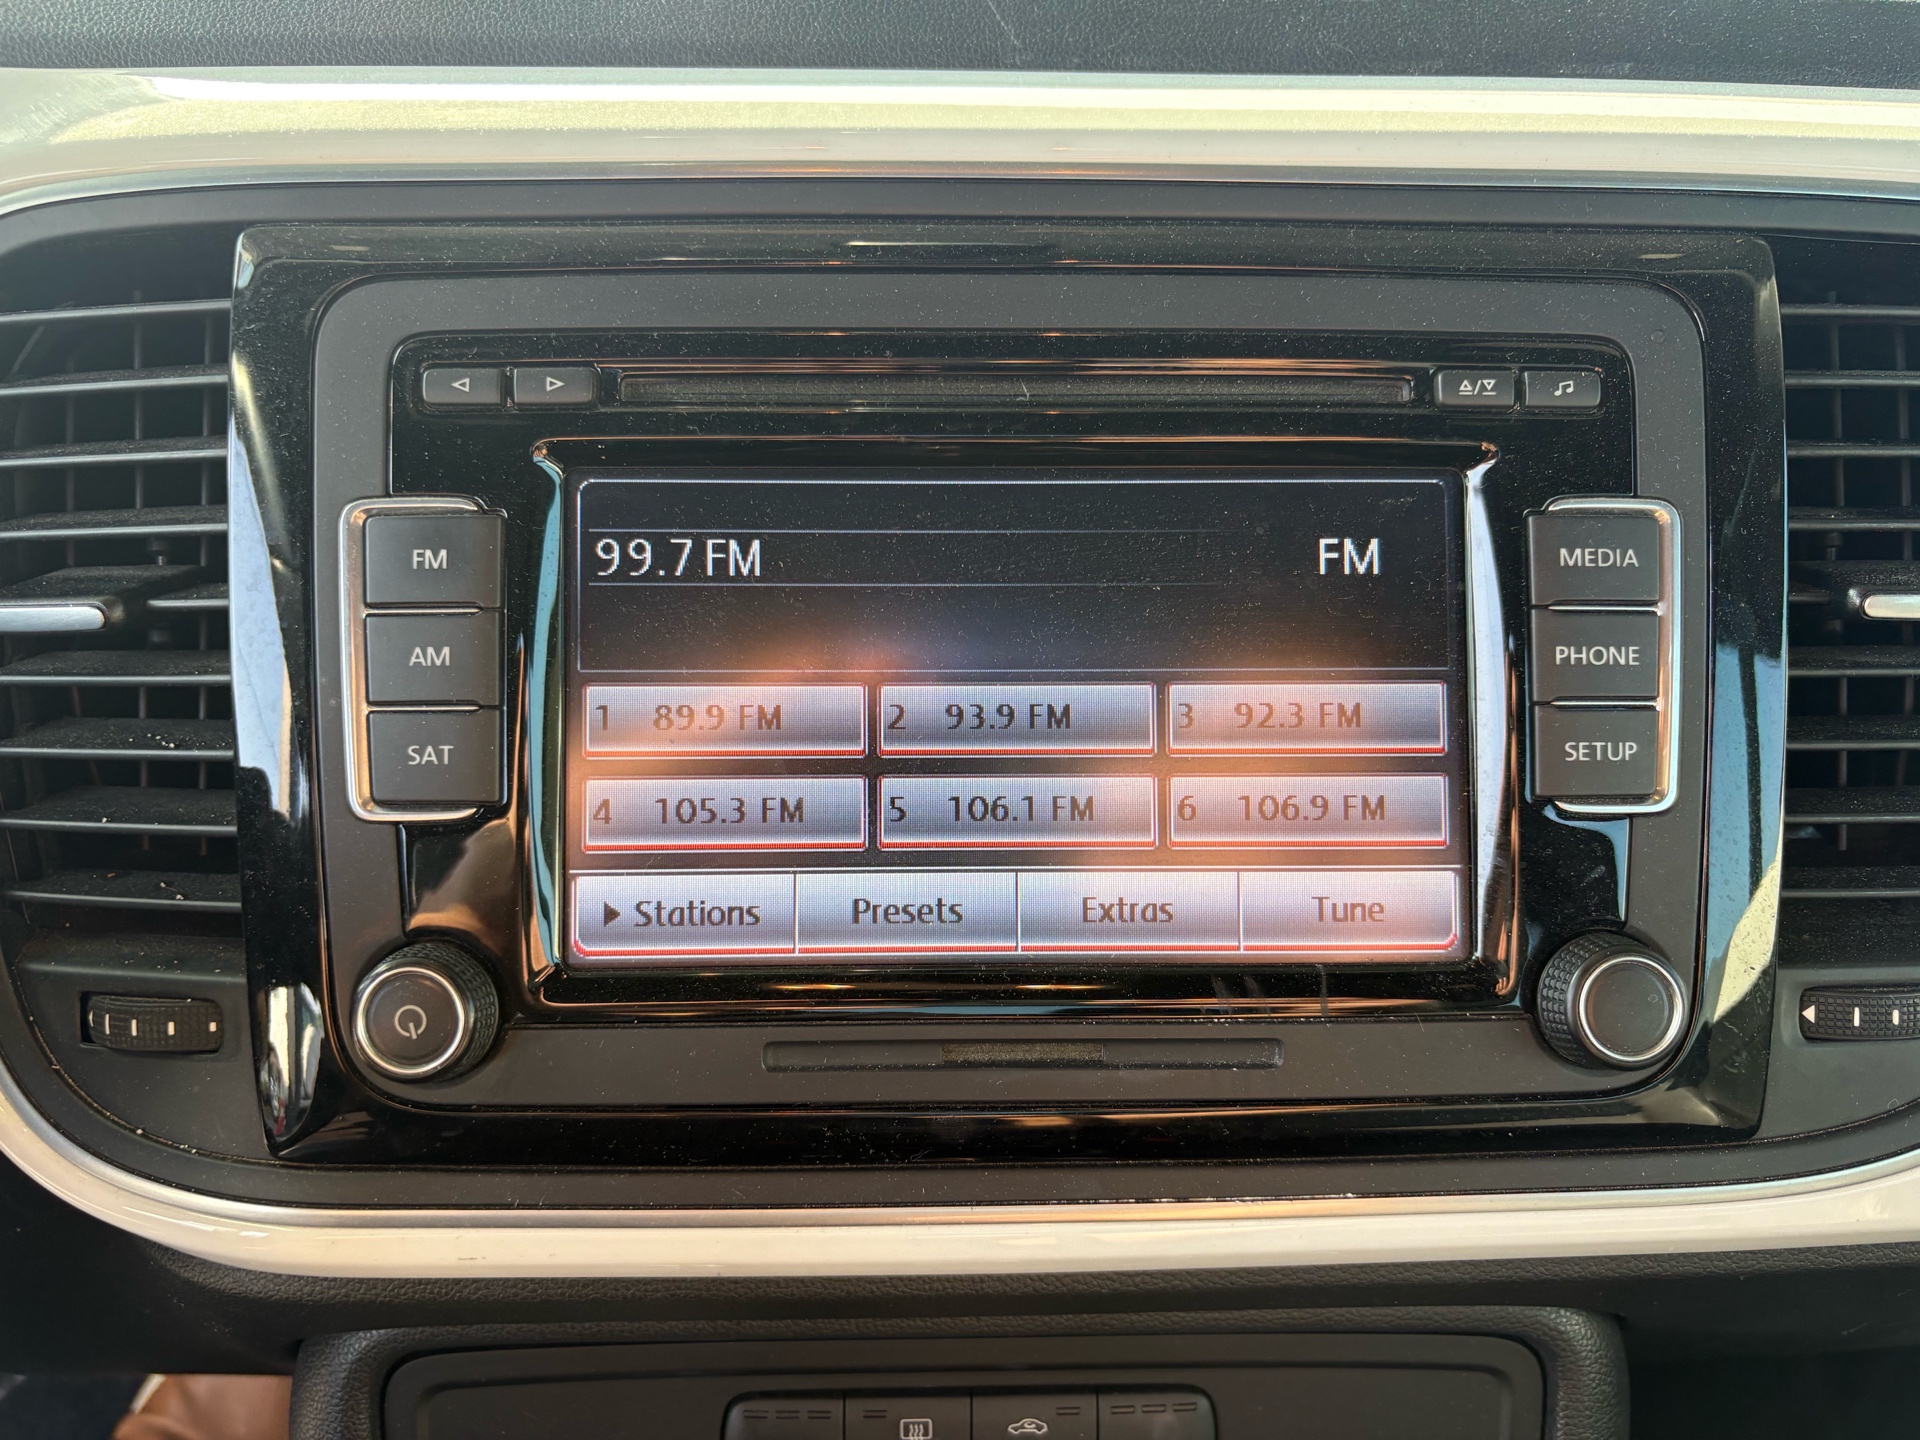 FM
AM
SAT
99.7 FM FM
1 89.9 FM 2 93.9 FM 3 92.3 FM
4 105.3 FM 5 106.1 FM 6 106.9 FM
Stations Presets Extras Tune
MEDIA
PHONE
SETUP